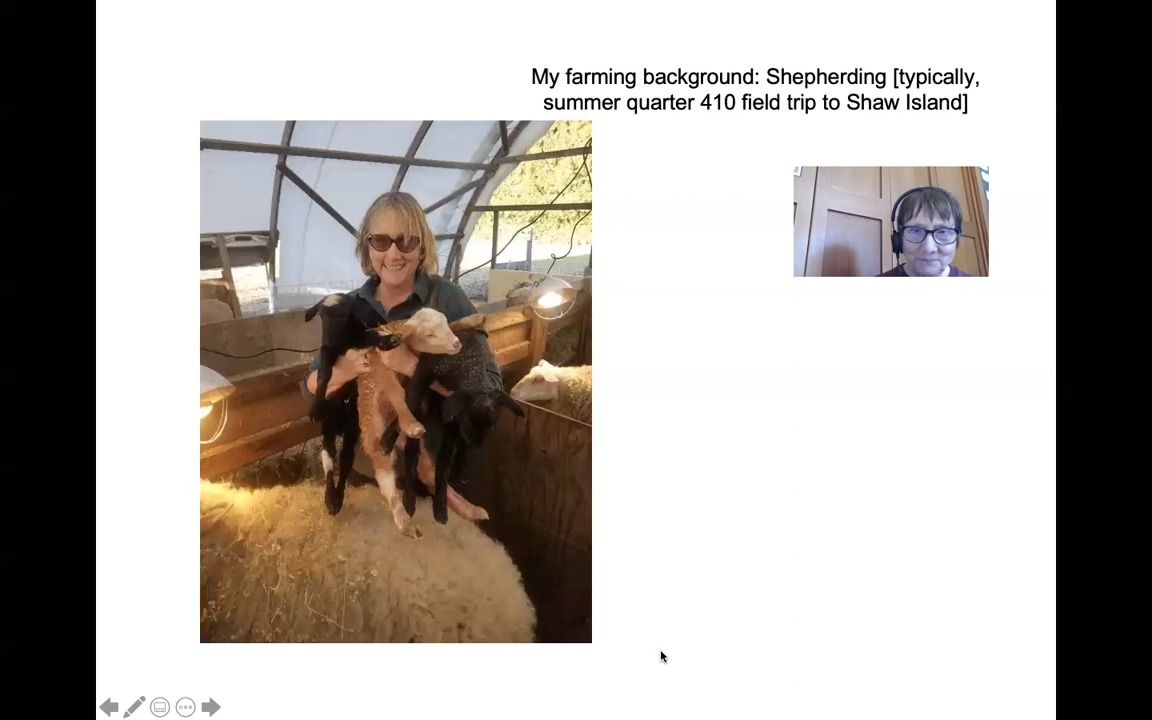 My farming background: Shepherding [typically,
summer quarter 410 field trip to Shaw Island]